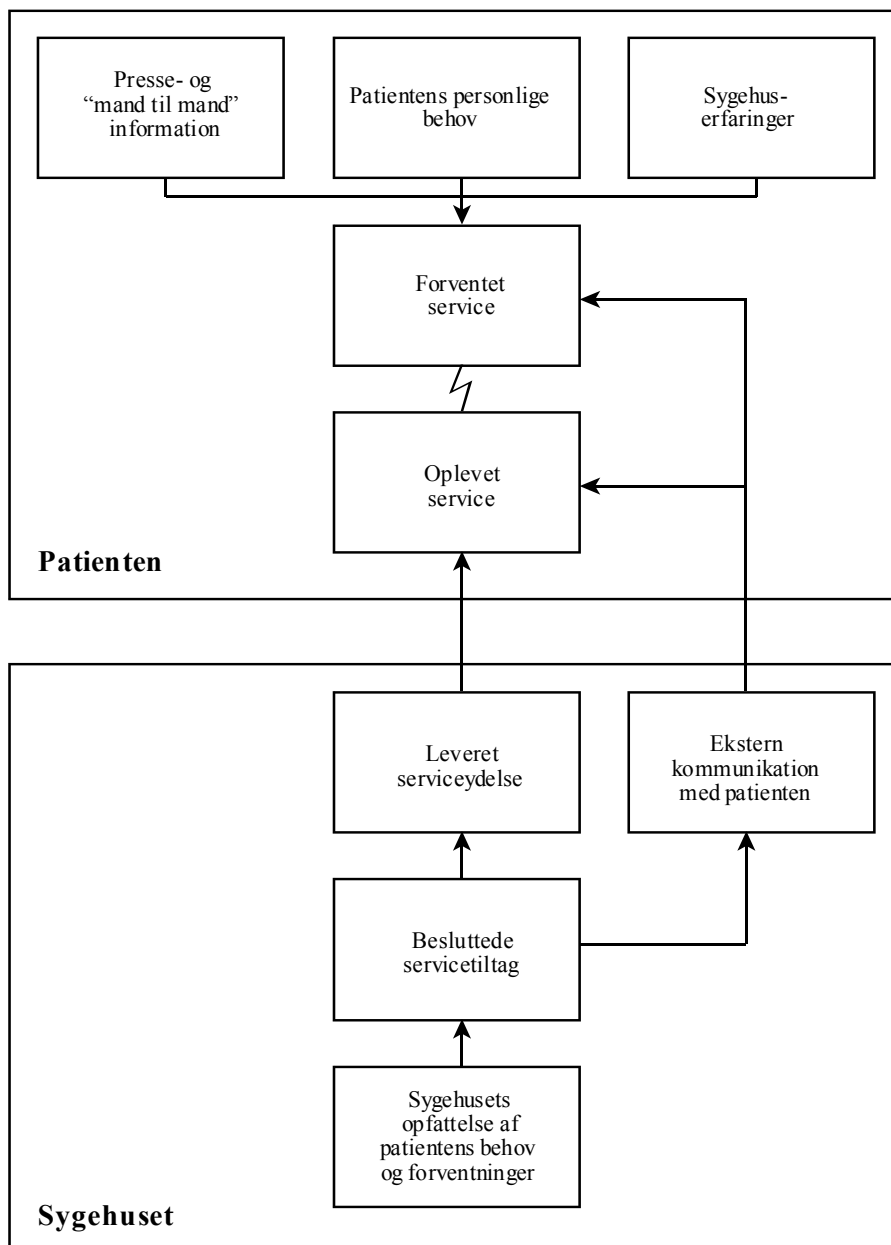 Presse- og
“mand til mand”
information
Patientens personlige
behov
Sygehus-
erfaringer
Forventet
service
Oplevet
service
Patienten
Leveret
serviceydelse
Ekstern
kommunikation
med patienten
Besluttede
servicetiltag
Sygehusets
opfattelse af
patientens behov
og forventninger
Sygehuset